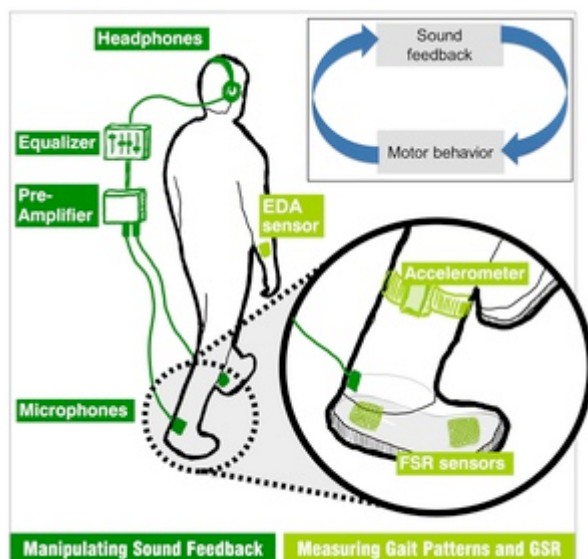 Headphones
Sound
feedback
Motor behavior
Equalizer
Pre-
Amplifier
EDA
sensor
Accelerometer
Microphones
FSR sensors
Manipulating Sound Feedback
Measuring Gait Patterns and GSR